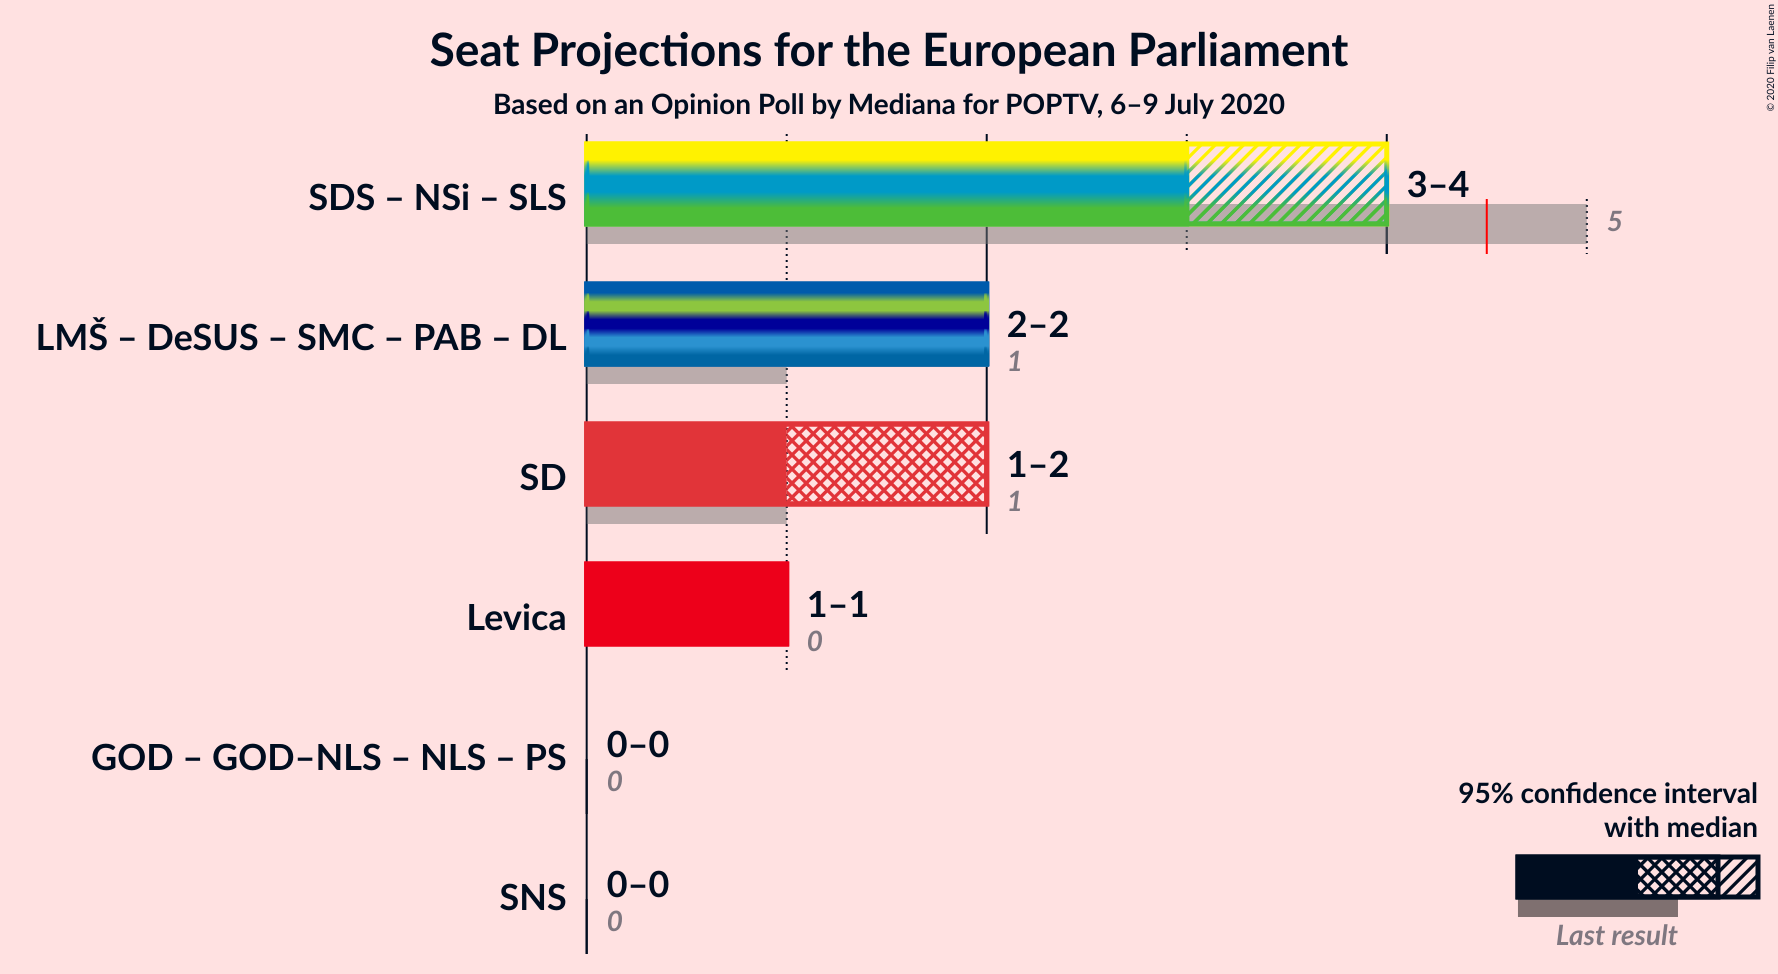 Seat Projections for the European Parliament
Based on an Opinion Poll by Mediana for POPTV, 6–9 July 2020
© 2020 Filip van Laenen
SDS – NSi – SLS
3–4
5
LMŠ – DeSUS – SMC – PAB – DL
2–2
1
SD
1–2
1
Levica
1–1
0
GOD – GOD–NLS – NLS – PS
0–0
0
SNS
0–0
0
95% confidence interval
with median
Last result